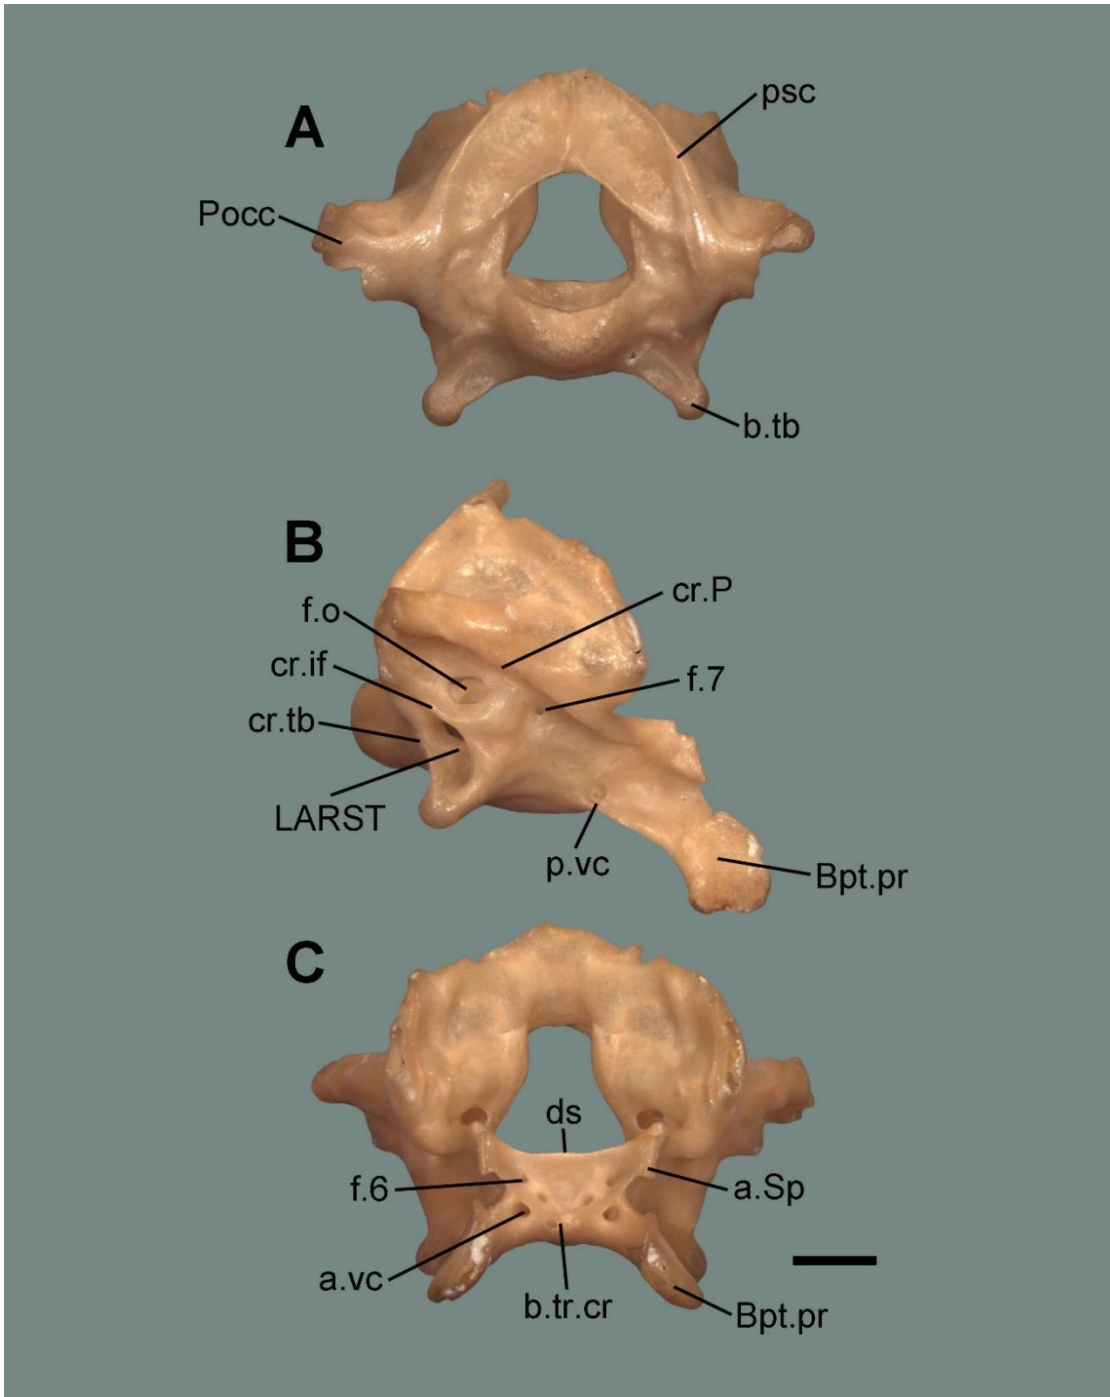 A
psc
Pocc
b.tb
B
cr.P
f.o
cr.if
f.7
cr.tb
LARST
p.vc
Bpt.pr
C
ds
f.6
a.Sp
a.vc
b.tr.cr
Bpt.pr